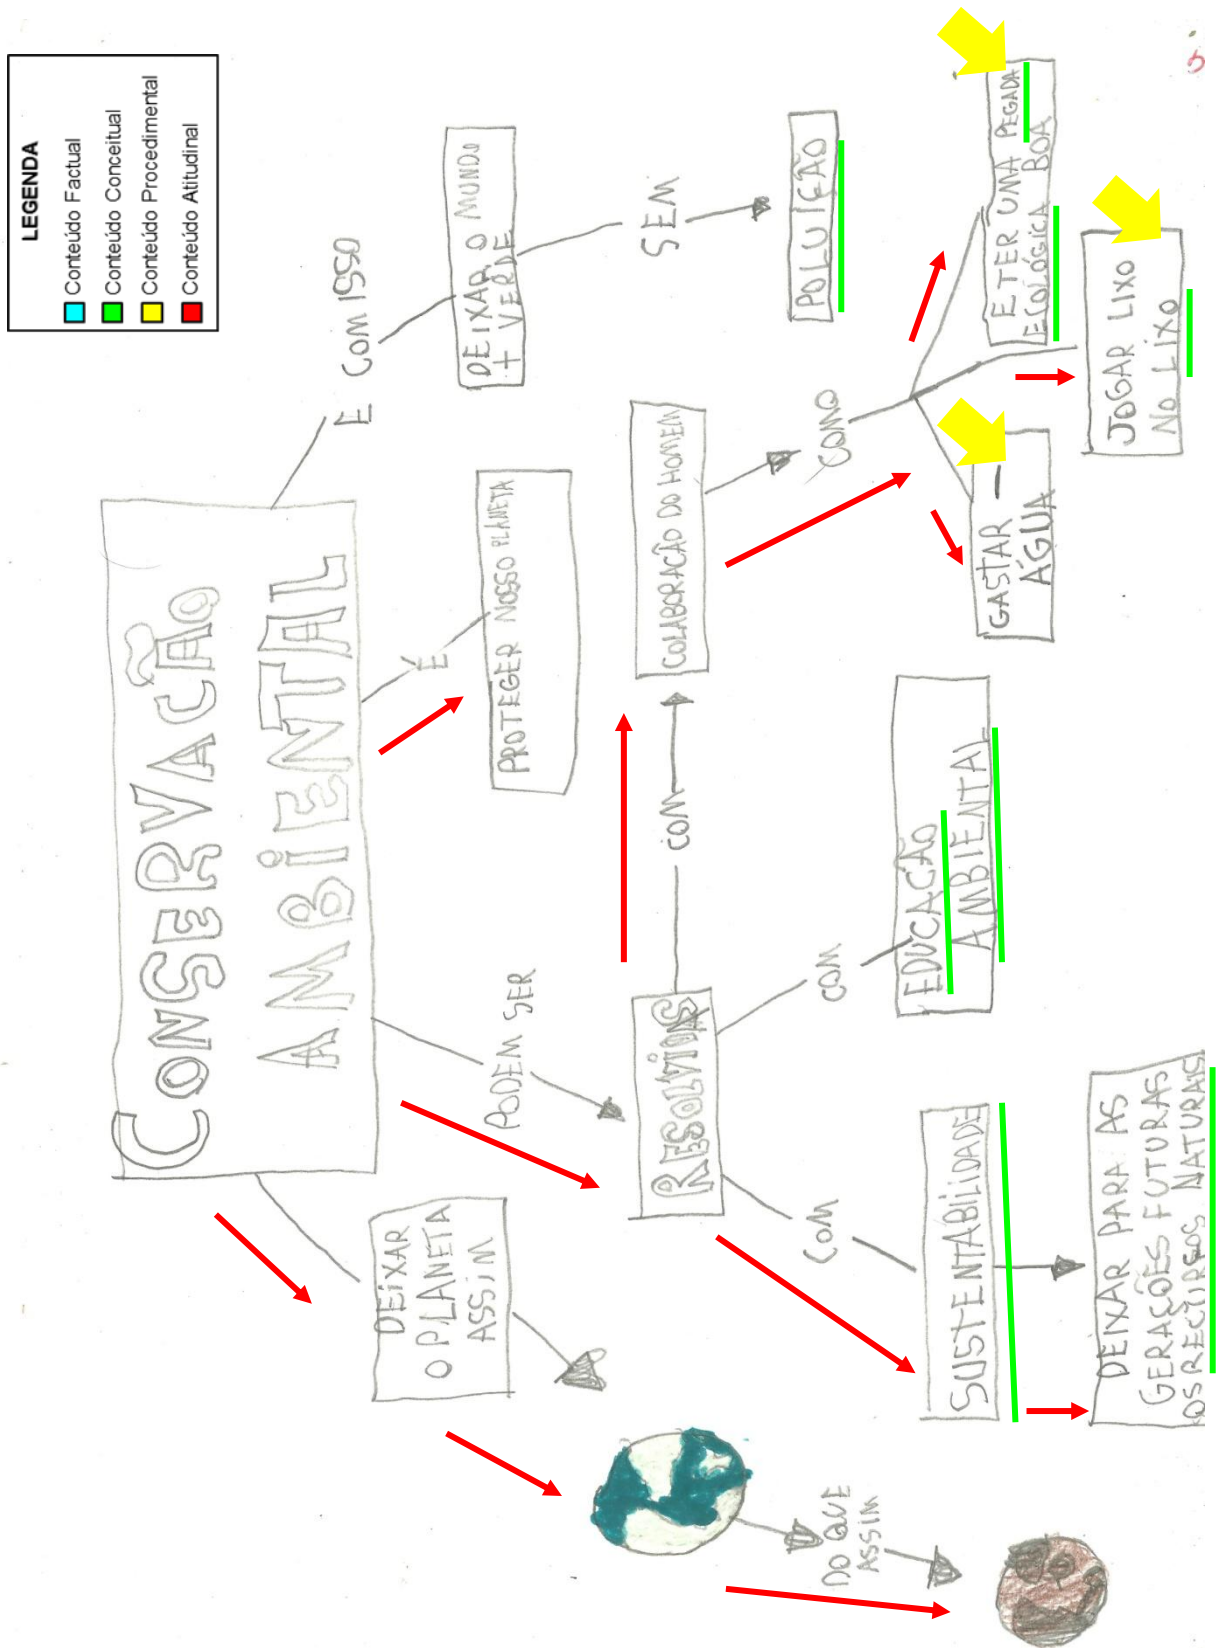 LEGENDA
Conteúdo Factual
Conteúdo Conceitual
Conteúdo Procedimental
Conteúdo Atitudinal
CONSERVAÇÃO
AMBIENTAL
DEIXAR
O PLANETA
ASSIM
DO QUE
ASSIM
PODEM SER
RESOLVIDAS
COM
SUSTENTABILIDADE
DEIXAR PARA AS
GERAÇÕES FUTURAS
OS RECURSOS NATURAIS
COM
EDUCAÇÃO
AMBIENTAL
COM
COLABORAÇÃO DO HOMEM
COMO
GASTAR —
ÁGUA
JOGAR LIXO
NO LIXO
E TER UMA PEGADA
ECOLÓGICA BOA
É
PROTEGER NOSSO PLANETA
E COM ISSO
DEIXAR O MUNDO
+ VERDE
SEM
POLUIÇÃO
5